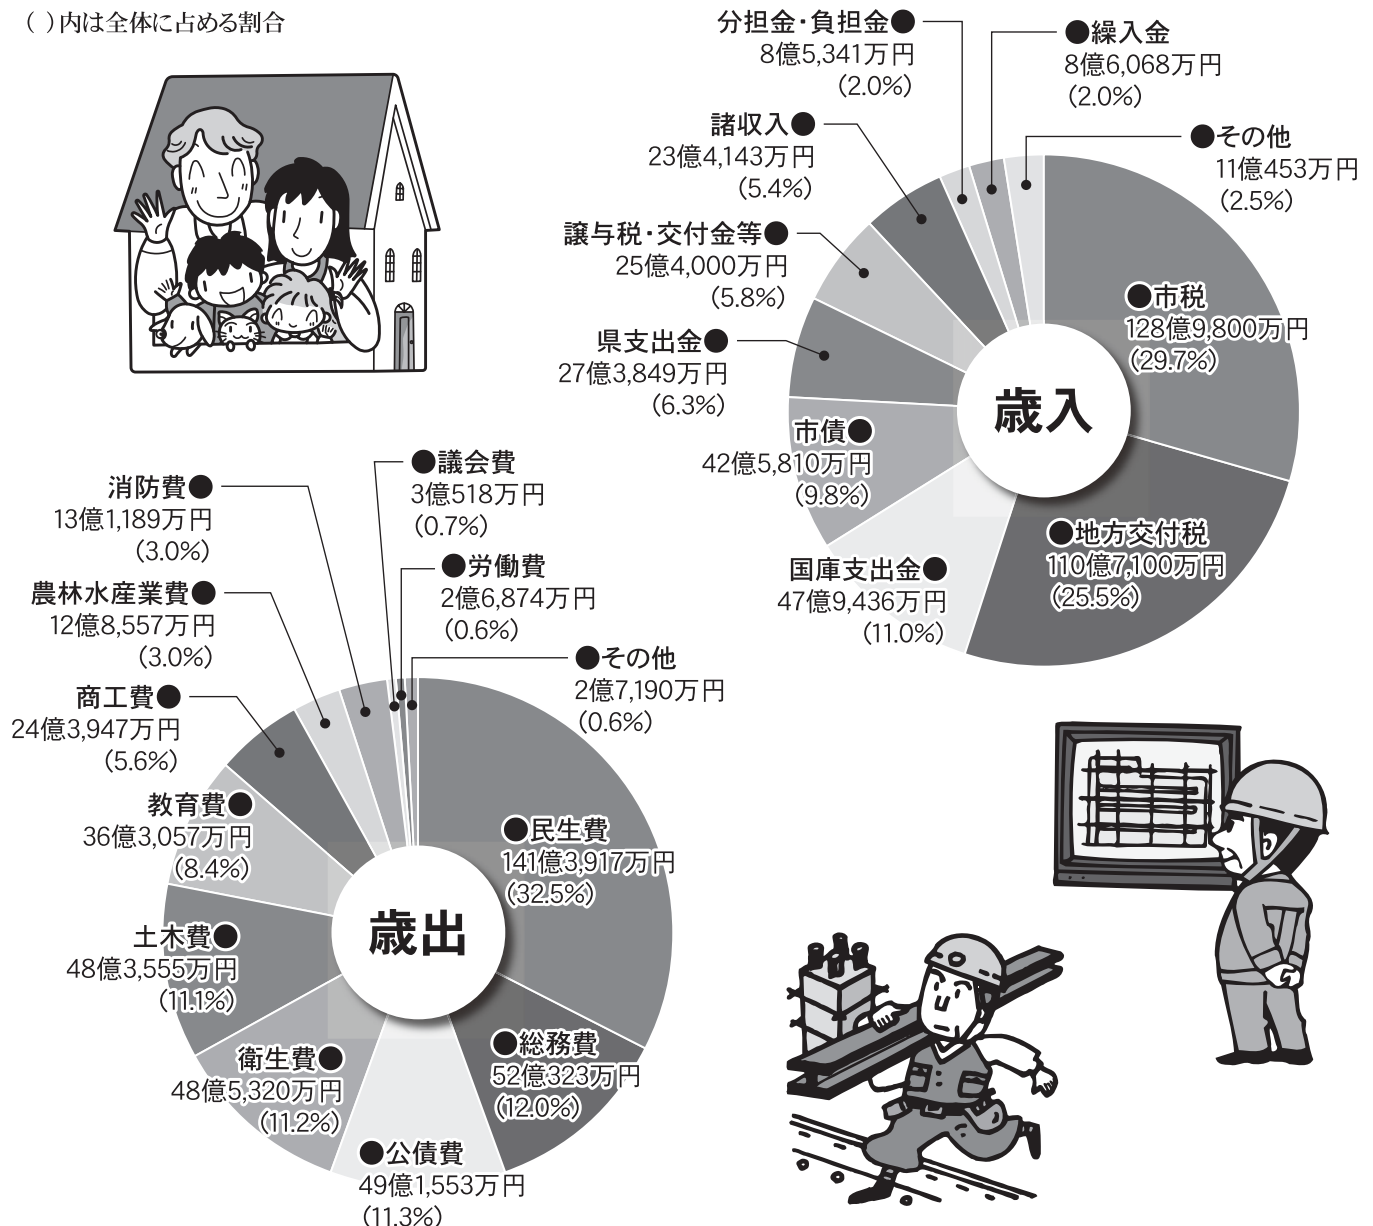 （ ）内は全体に占める割合
分担金・負担金●
8億5,341万円
（2.0％）
●繰入金
8億6,068万円
（2.0％）
諸収入●
23億4,143万円
（5.4％）
●その他
11億453万円
（2.5％）
譲与税・交付金等●
25億4,000万円
（5.8％）
●市税
128億9,800万円
（29.7％）
県支出金●
27億3,849万円
（6.3％）
歳入
市債●
42億5,810万円
（9.8％）
●地方交付税
110億7,100万円
（25.5％）
国庫支出金●
47億9,436万円
（11.0％）
●議会費
3億518万円
（0.7％）
消防費●
13億1,189万円
（3.0％）
●労働費
2億6,874万円
（0.6％）
農林水産業費●
12億8,557万円
（3.0％）
●その他
2億7,190万円
（0.6％）
商工費●
24億3,947万円
（5.6％）
教育費●
36億3,057万円
（8.4％）
●民生費
141億3,917万円
（32.5％）
歳出
土木費●
48億3,555万円
（11.1％）
●総務費
52億323万円
（12.0％）
衛生費●
48億5,320万円
（11.2％）
●公債費
49億1,553万円
（11.3％）